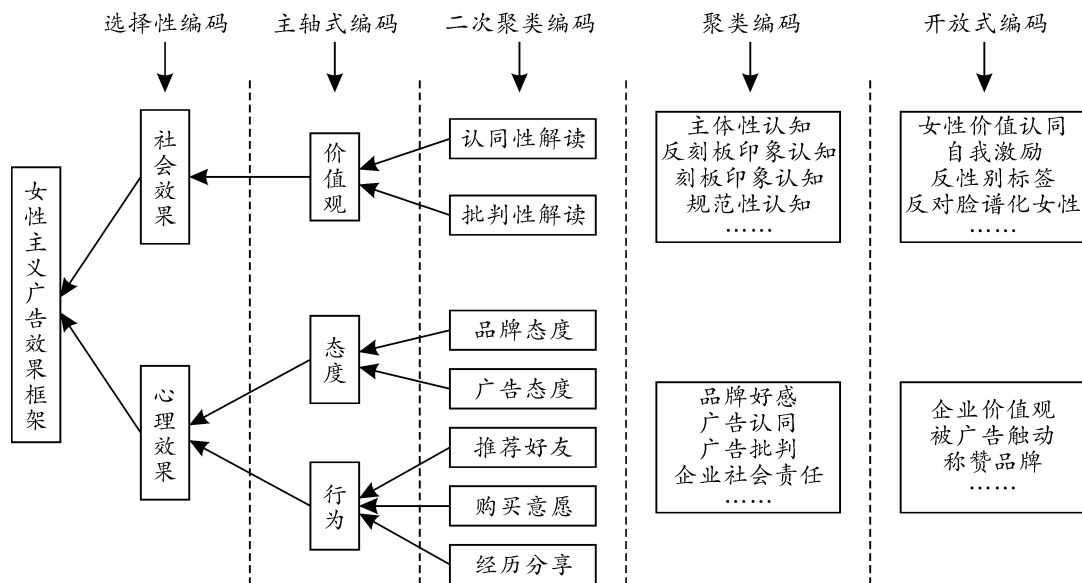 选择性编码
主轴式编码
二次聚类编码
聚类编码
开放式编码
女性主义广告效果框架
社会效果
心理效果
价值观
态度
行为
认同性解读
批判性解读
品牌态度
广告态度
推荐好友
购买意愿
经历分享
主体性认知
反刻板印象认知
刻板印象认知
规范性认知
……
品牌好感
广告认同
广告批判
企业社会责任
……
女性价值认同
自我激励
反性别标签
反对脸谱化女性
……
企业价值观
被广告触动
称赞品牌
……